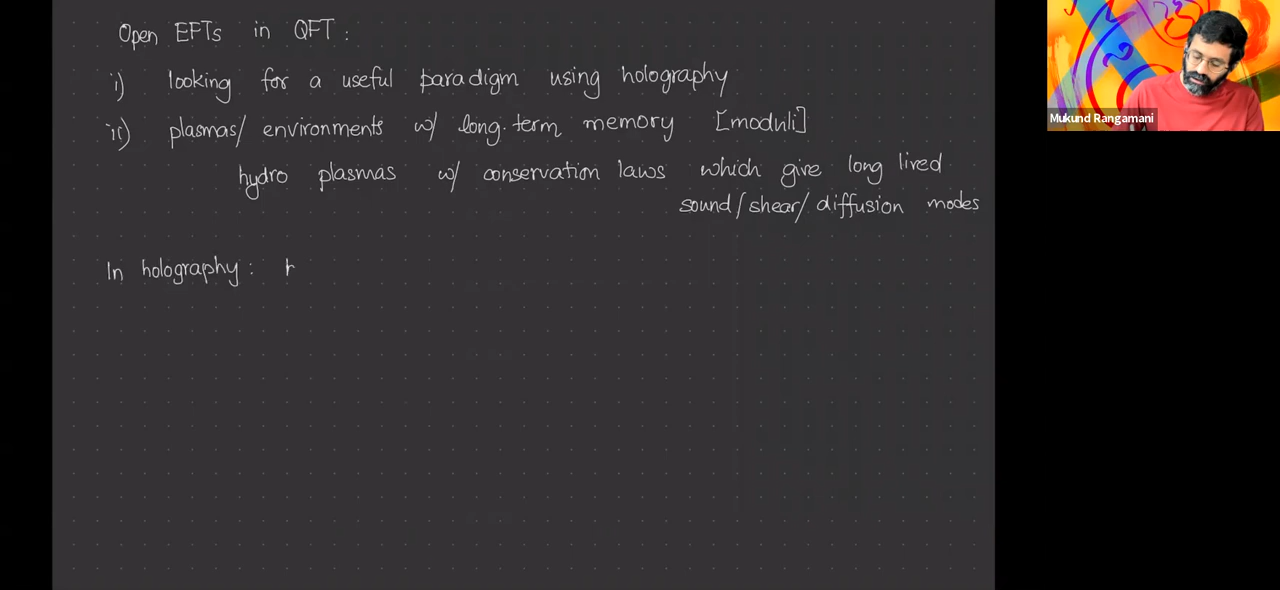 Open EFTs in QFT :
i) looking for a useful paradigm using holography
ii) plasmas/ environments w/ long-term memory [moduli]
hydro plasmas w/ conservation laws which give long lived
sound/shear/diffusion modes
In holography :
Mukund Rangamani